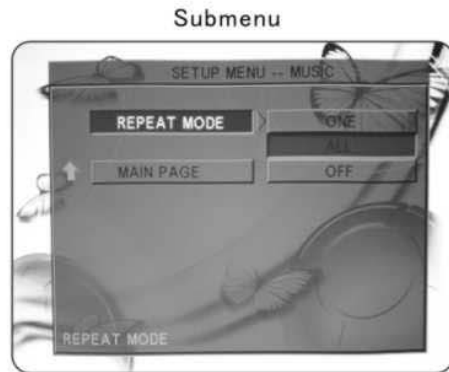 Submenu
SETUP MENU -- MUSIC
REPEAT MODE
ONE
ALL
MAIN PAGE
OFF
REPEAT MODE